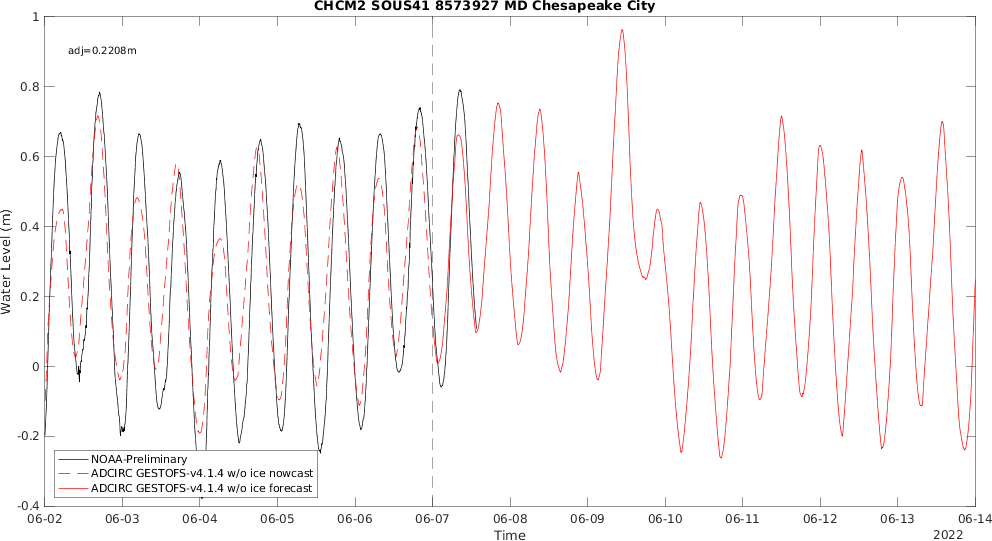 CHCM2 SOUS41 8573927 MD Chesapeake City
adj=0.2208m
Water Level (m)
1
0.8
0.6
0.4
0.2
0
-0.2
-0.4
NOAA-Preliminary
ADCIRC GESTOFS-v4.1.4 w/o ice nowcast
ADCIRC GESTOFS-v4.1.4 w/o ice forecast
06-02 06-03 06-04 06-05 06-06 06-07 06-08 06-09 06-10 06-11 06-12 06-13 06-14
Time
2022